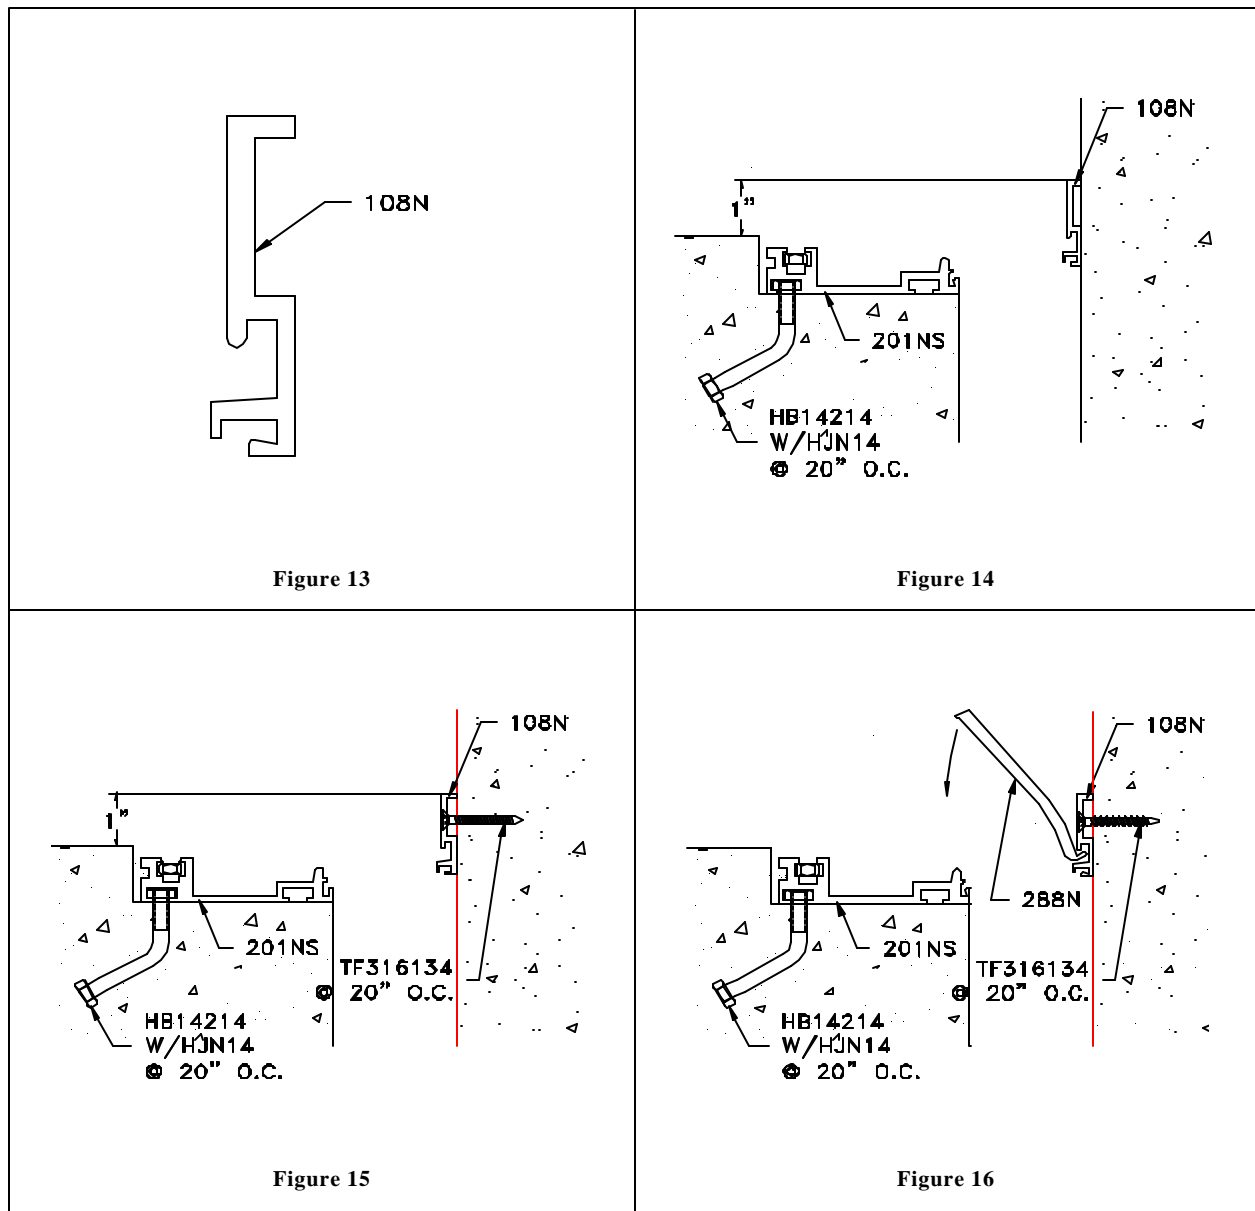 108N
Figure 13
108N
1"
201NS
HB14214
W/HJN14
@ 20" O.C.
Figure 14
108N
1"
201NS
TF316134
@ 20" O.C.
HB14214
W/HJN14
@ 20" O.C.
Figure 15
108N
288N
201NS
TF316134
@ 20" O.C.
HB14214
W/HJN14
@ 20" O.C.
Figure 16